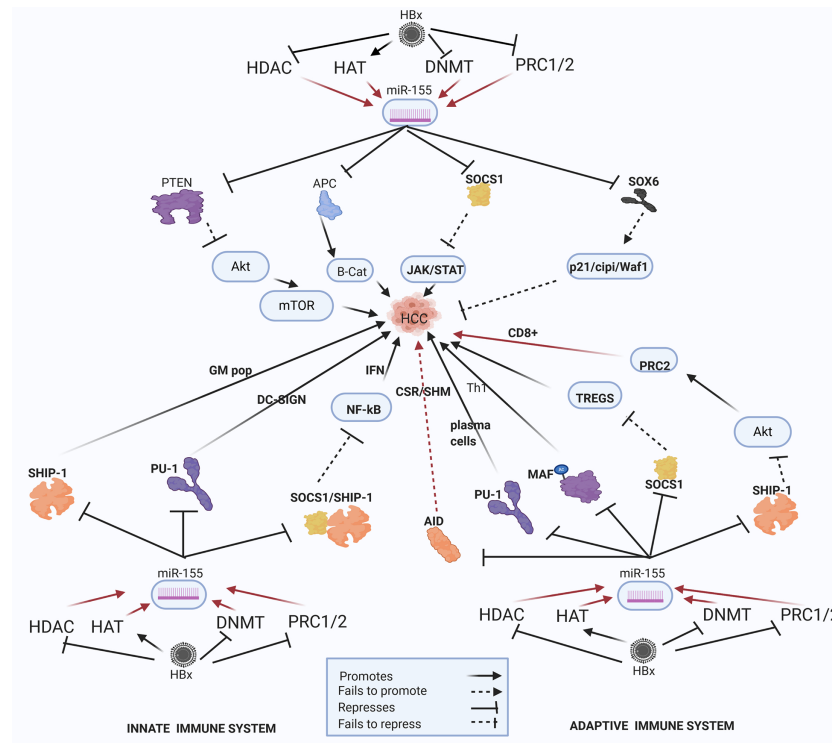 HBx
HDAC
HAT
DNMT
PRC1/2
miR-155
PTEN
APC
SOCS1
SOX6
Akt
B-Cat
JAK/STAT
p21/cipi/Waf1
mTOR
HCC
CD8+
GM pop
IFN
PRC2
DC-SIGN
CSR/SHM
Th1
TREGS
NF-kB
plasma
cells
Akt
SHIP-1
PU-1
SOCS1/SHIP-1
AID
PU-1
MAF
AC
SOCS1
SHIP-1
miR-155
HDAC
HAT
DNMT
PRC1/2
HBx
miR-155
HDAC
HAT
DNMT
PRC1/2
HBx
Promotes
Fails to promote
Represses
Fails to repress
INNATE IMMUNE SYSTEM
ADAPTIVE IMMUNE SYSTEM